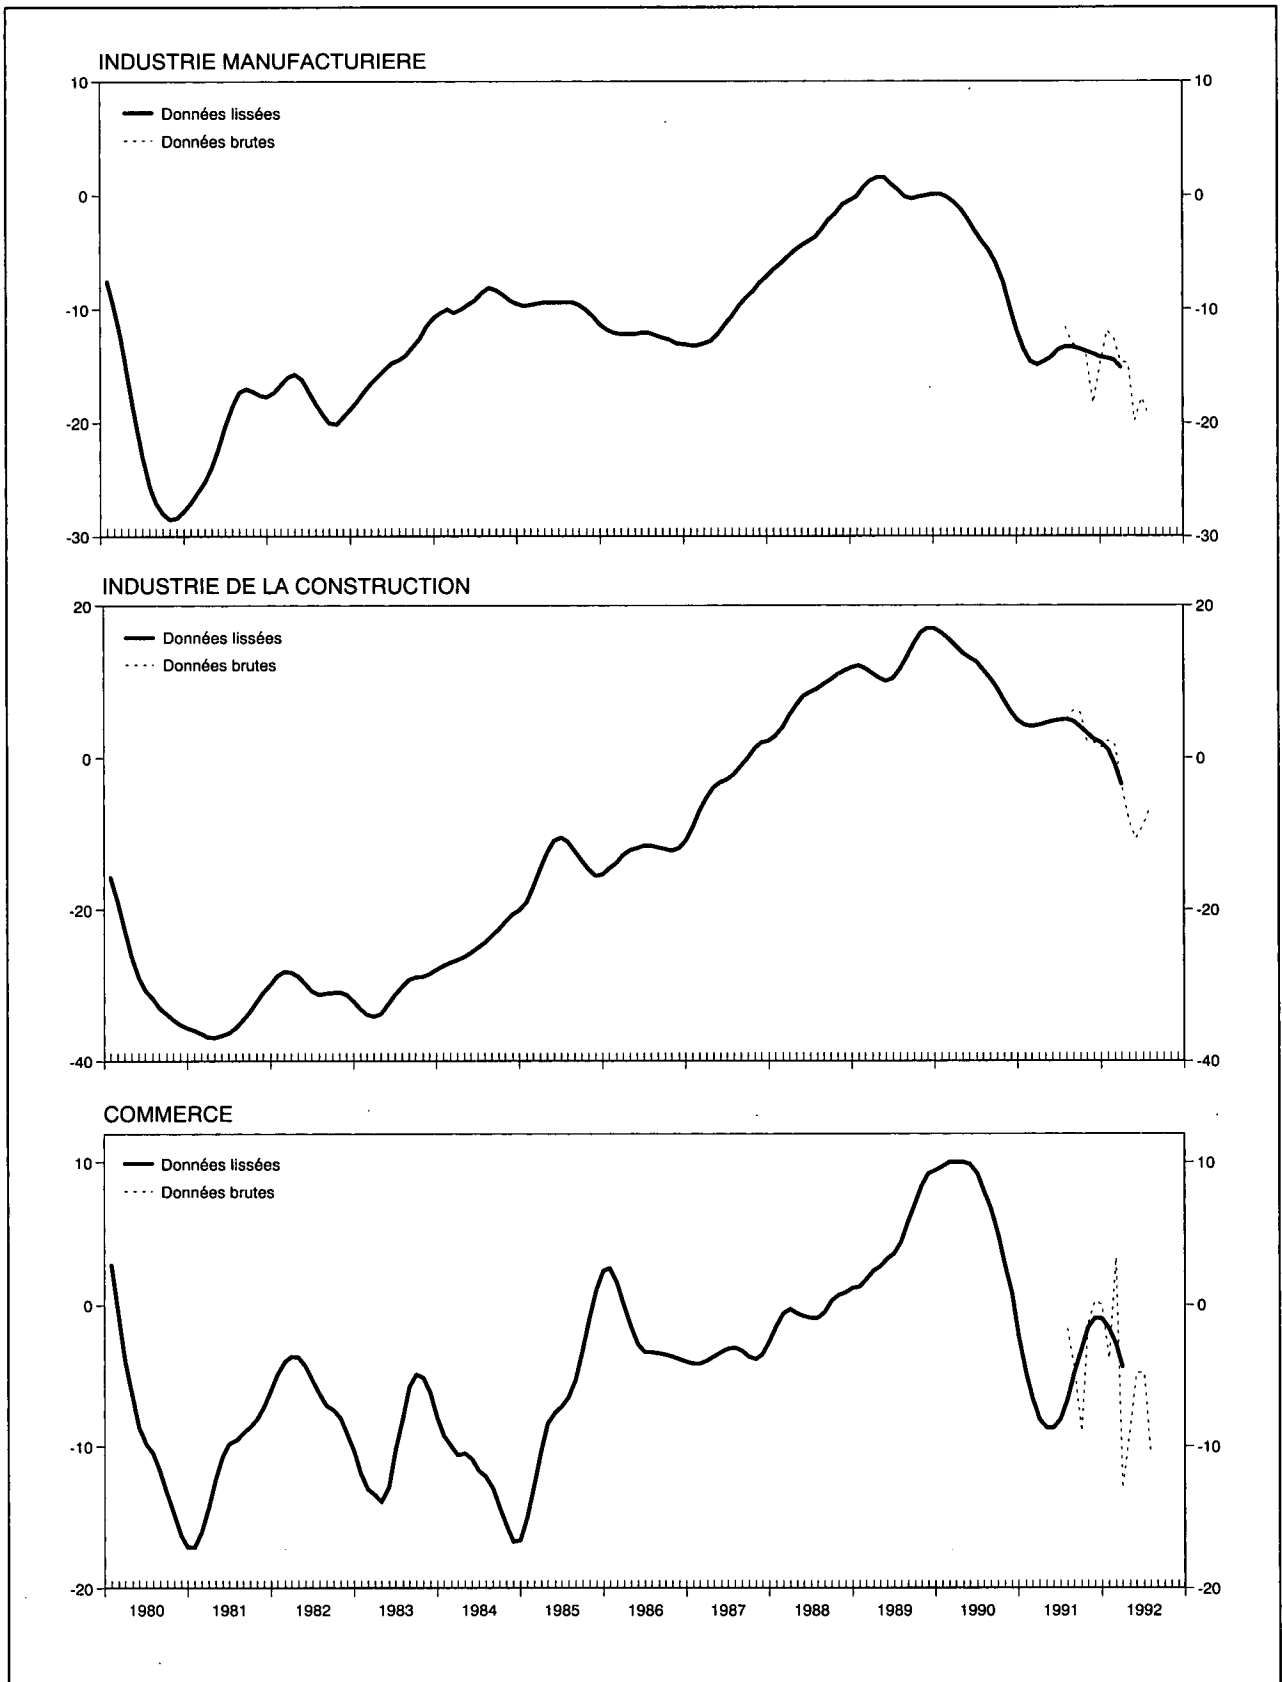 INDUSTRIE MANUFACTURIERE
10 10
Données lissées
Données brutes
0 0
-10 -10
-20 -20
-30 -30
INDUSTRIE DE LA CONSTRUCTION
20 20
Données lissées
Données brutes
0 0
-20 -20
-40 -40
COMMERCE
10 10
Données lissées
Données brutes
0 0
-10 -10
-20 -20
1980 1981 1982 1983 1984 1985 1986 1987 1988 1989 1990 1991 1992